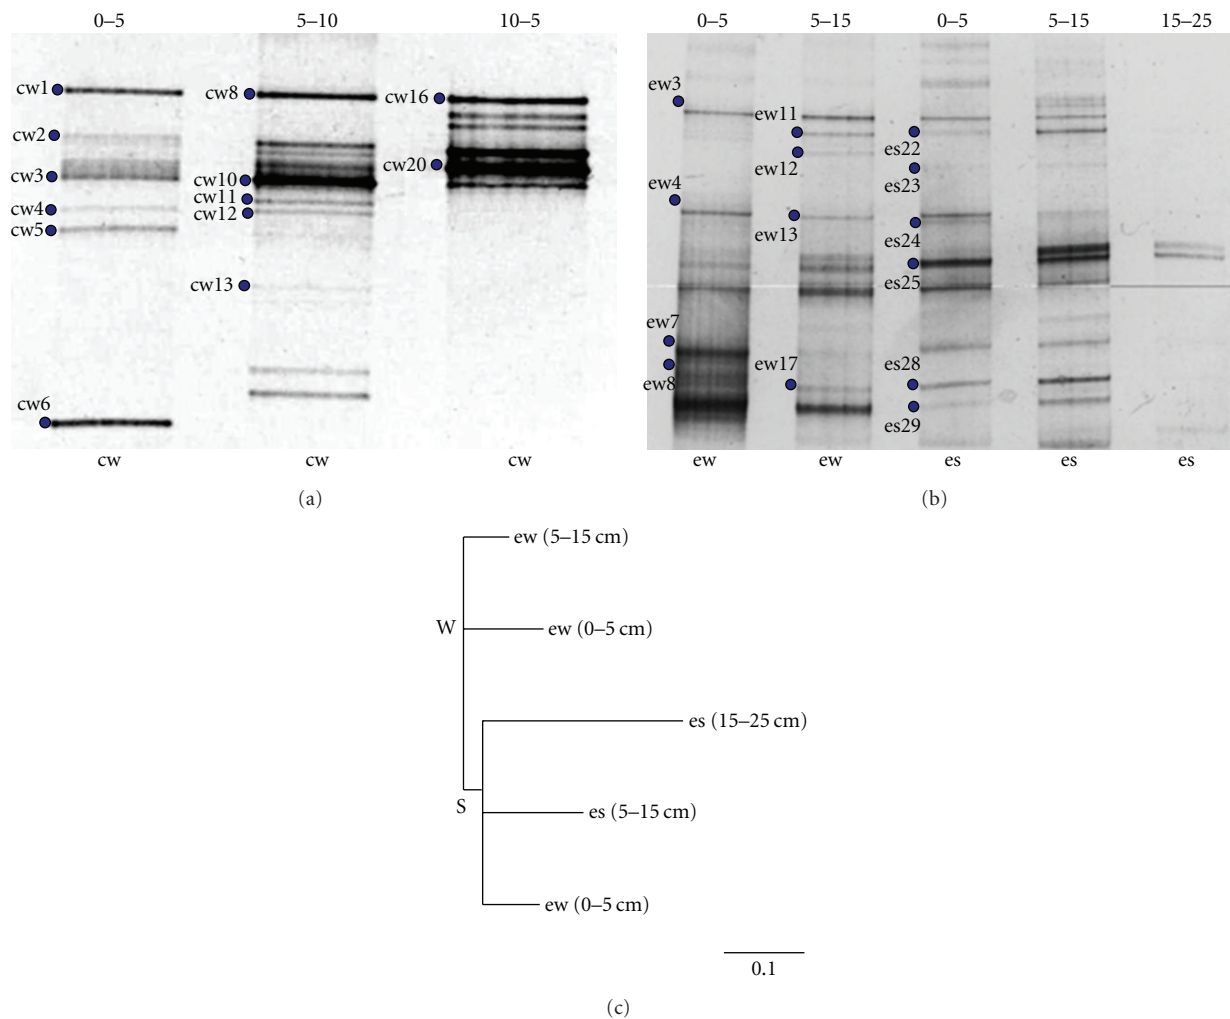 0–5 5–10 10–5
cw1
cw2
cw3
cw4
cw5
cw6
cw8
cw10
cw11
cw12
cw13
cw16
cw20
cw cw cw
(a)
0–5 5–15 0–5 5–15 15–25
ew3
ew4
ew7
ew8
ew11
ew12
ew13
ew17
es22
es23
es24
es25
es28
es29
ew ew es es es
(b)
ew (5–15 cm)
W
ew (0–5 cm)
es (15–25 cm)
S
es (5–15 cm)
ew (0–5 cm)
0.1
(c)